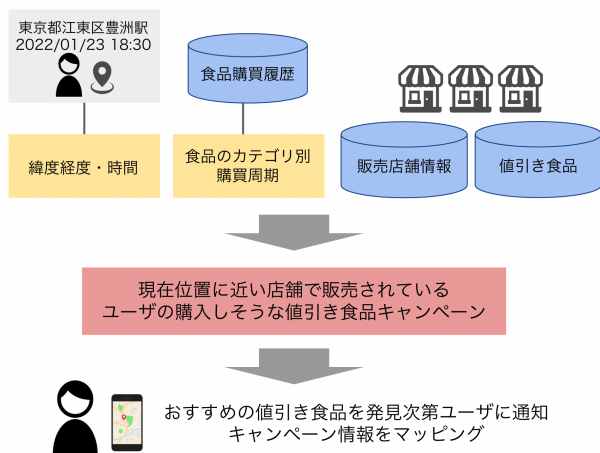 東京都江東区豊洲駅
2022/01/23 18:30
食品購買履歴
緯度経度・時間
食品のカテゴリ別
購買周期
販売店舗情報
値引き食品
現在位置に近い店舗で販売されている
ユーザの購入しそうな値引き食品キャンペーン
おすすめの値引き食品を発見次第ユーザに通知
キャンペーン情報をマッピング